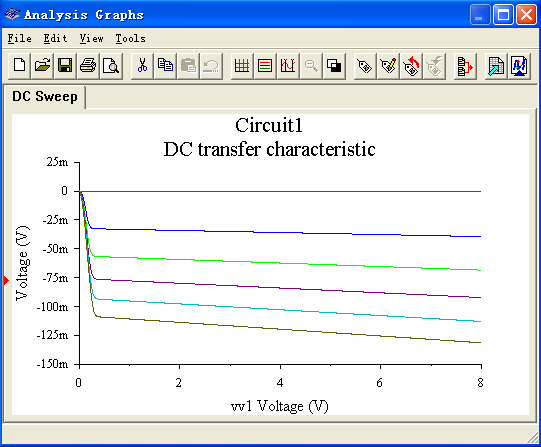 Analysis Graphs
File Edit View Tools
DC Sweep
Circuit1
DC transfer characteristic
25m
0
-25m
-50m
-75m
-100m
-125m
-150m
Voltage (V)
0 2 4 6 8
vv1 Voltage (V)